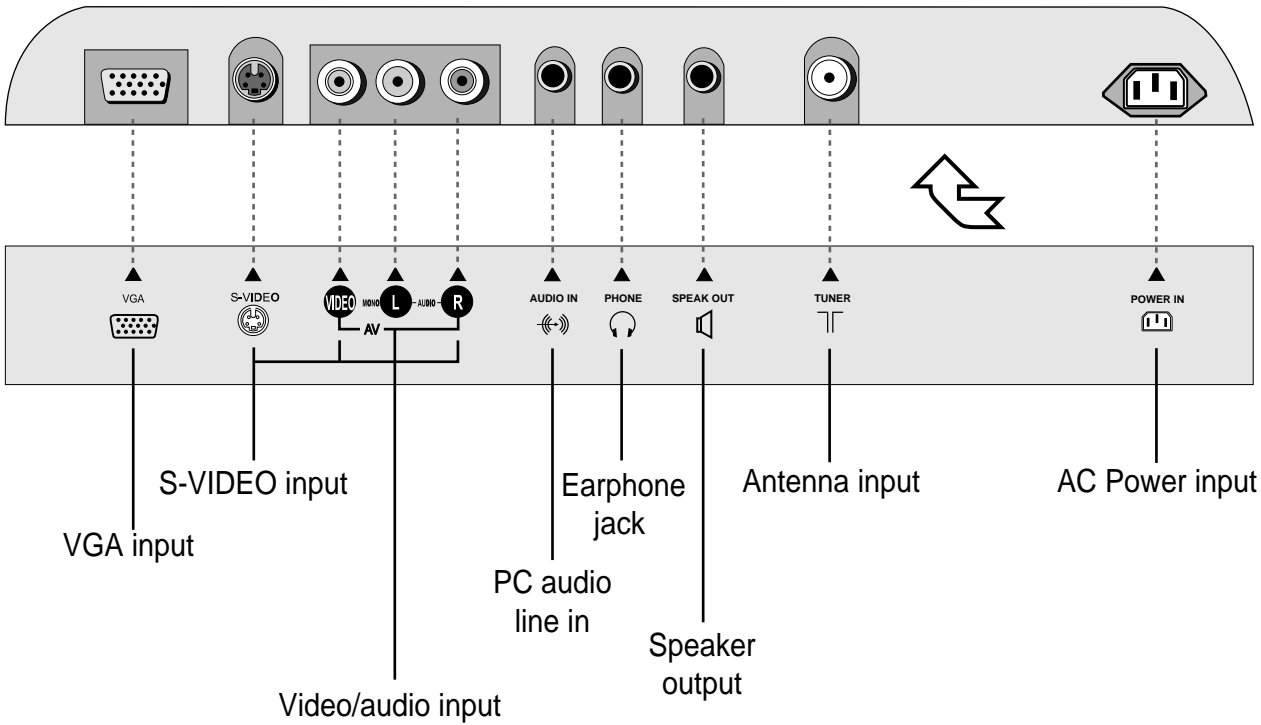 VGA
S-VIDEO
VIDEO
MONO
L
AUDIO
R
AV
AUDIO IN
PHONE
SPEAK OUT
TUNER
POWER IN
S-VIDEO input
VGA input
Video/audio input
PC audio
line in
Earphone
jack
Speaker
output
Antenna input
AC Power input